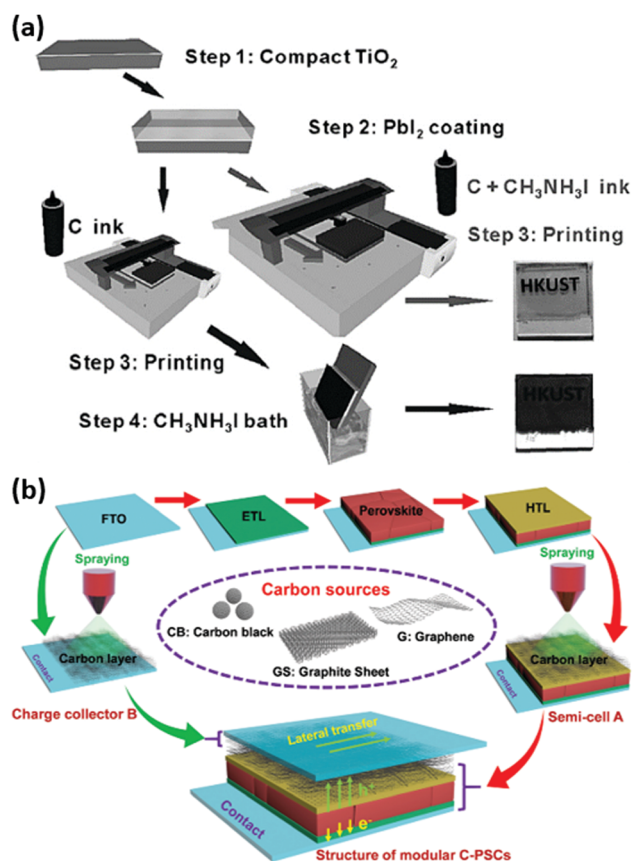 (a)
Step 1: Compact TiO₂
Step 2: PbI₂ coating
C ink
C + CH₃NH₃I ink
Step 3: Printing
HKUST
Step 3: Printing
Step 4: CH₃NH₃I bath
HKUST
(b)
FTO
ETL
Perovskite
HTL
Spraying
Spraying
Carbon sources
CB: Carbon black
G: Graphene
GS: Graphite Sheet
Carbon layer
Contact
Charge collector B
Carbon layer
Contact
Semi-cell A
Lateral transfer
h⁺
e⁻
Contact
Structure of modular C-PSCs